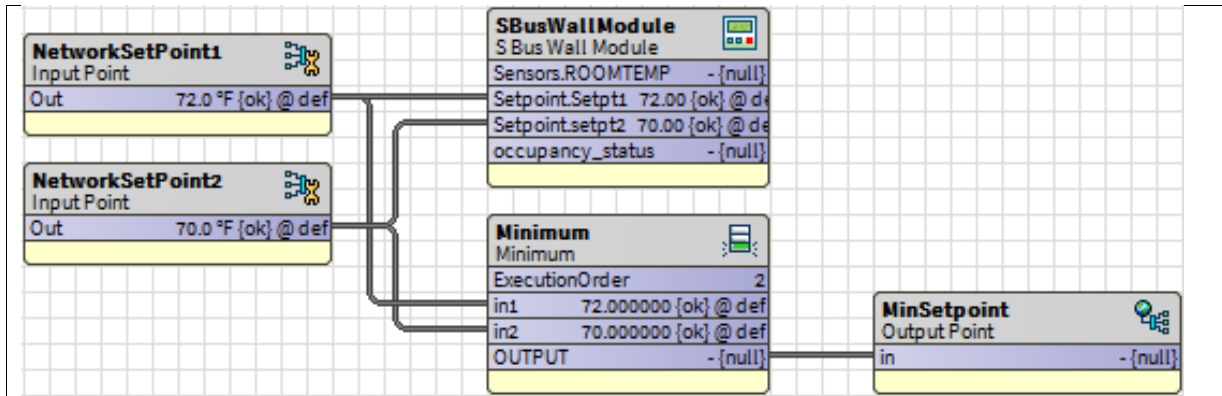 NetworkSetPoint1
Input Point
Out 72.0 °F {ok} @ def
NetworkSetPoint2
Input Point
Out 70.0 °F {ok} @ def
SBusWallModule
S Bus Wall Module
Sensors.ROOMTEMP - {null}
Setpoint.Setpt1 72.00 {ok} @ de
Setpoint.setpt2 70.00 {ok} @ de
occupancy_status - {null}
Minimum
Minimum
ExecutionOrder 2
in1 72.000000 {ok} @ def
in2 70.000000 {ok} @ def
OUTPUT - {null}
MinSetpoint
Output Point
in - {null}